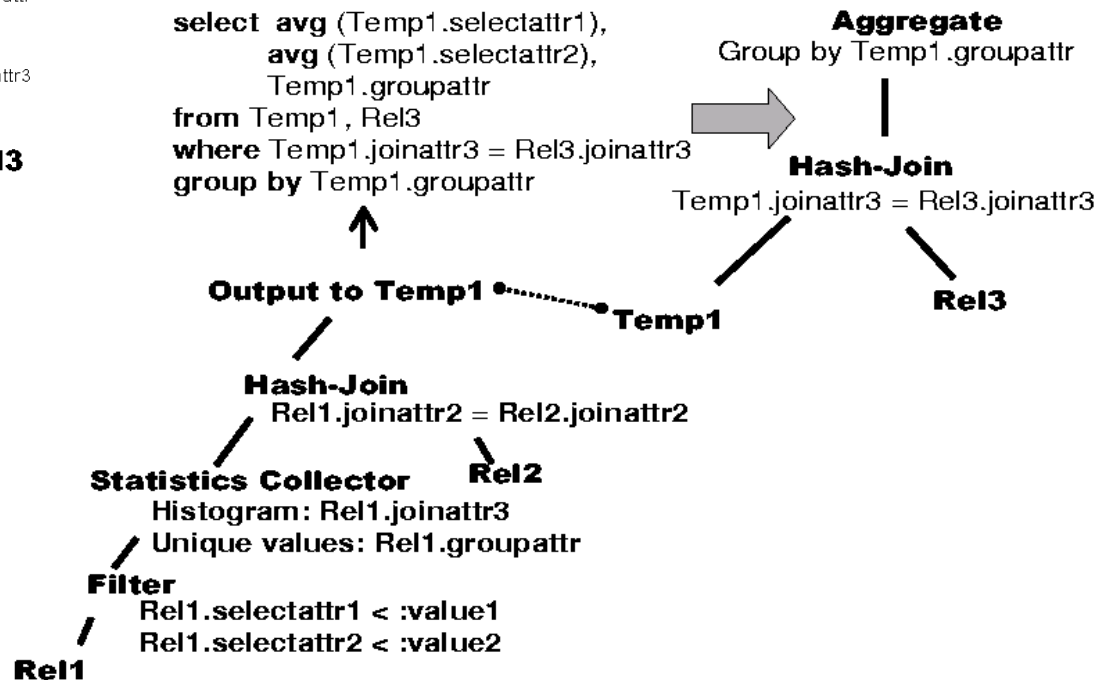 select avg (Temp1.selectattr1),
avg (Temp1.selectattr2),
Temp1.groupattr
from Temp1, Rel3
where Temp1.joinattr3 = Rel3.joinattr3
group by Temp1.groupattr
Aggregate
Group by Temp1.groupattr
Hash-Join
Temp1.joinattr3 = Rel3.joinattr3
Temp1
Rel3
Output to Temp1
Hash-Join
Rel1.joinattr2 = Rel2.joinattr2
Statistics Collector
Rel2
Histogram: Rel1.joinattr3
Unique values: Rel1.groupattr
Filter
Rel1.selectattr1 < :value1
Rel1.selectattr2 < :value2
Rel1